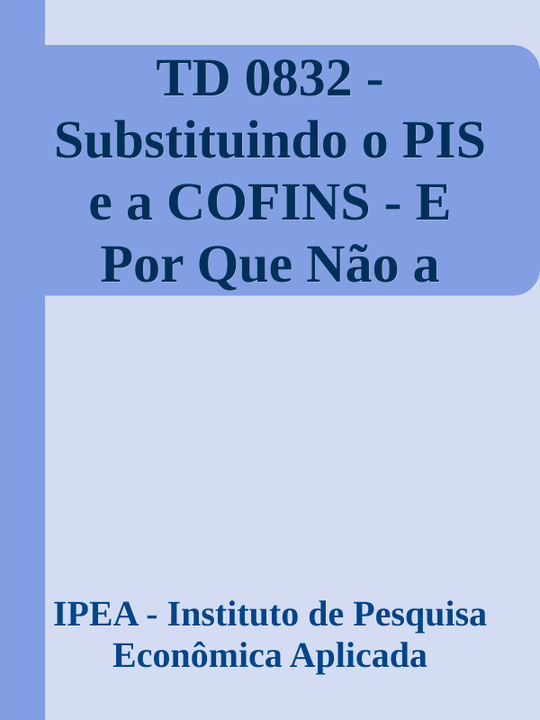 TD 0832 -
Substituindo o PIS
e a COFINS - E
Por Que Não a
IPEA - Instituto de Pesquisa
Econômica Aplicada